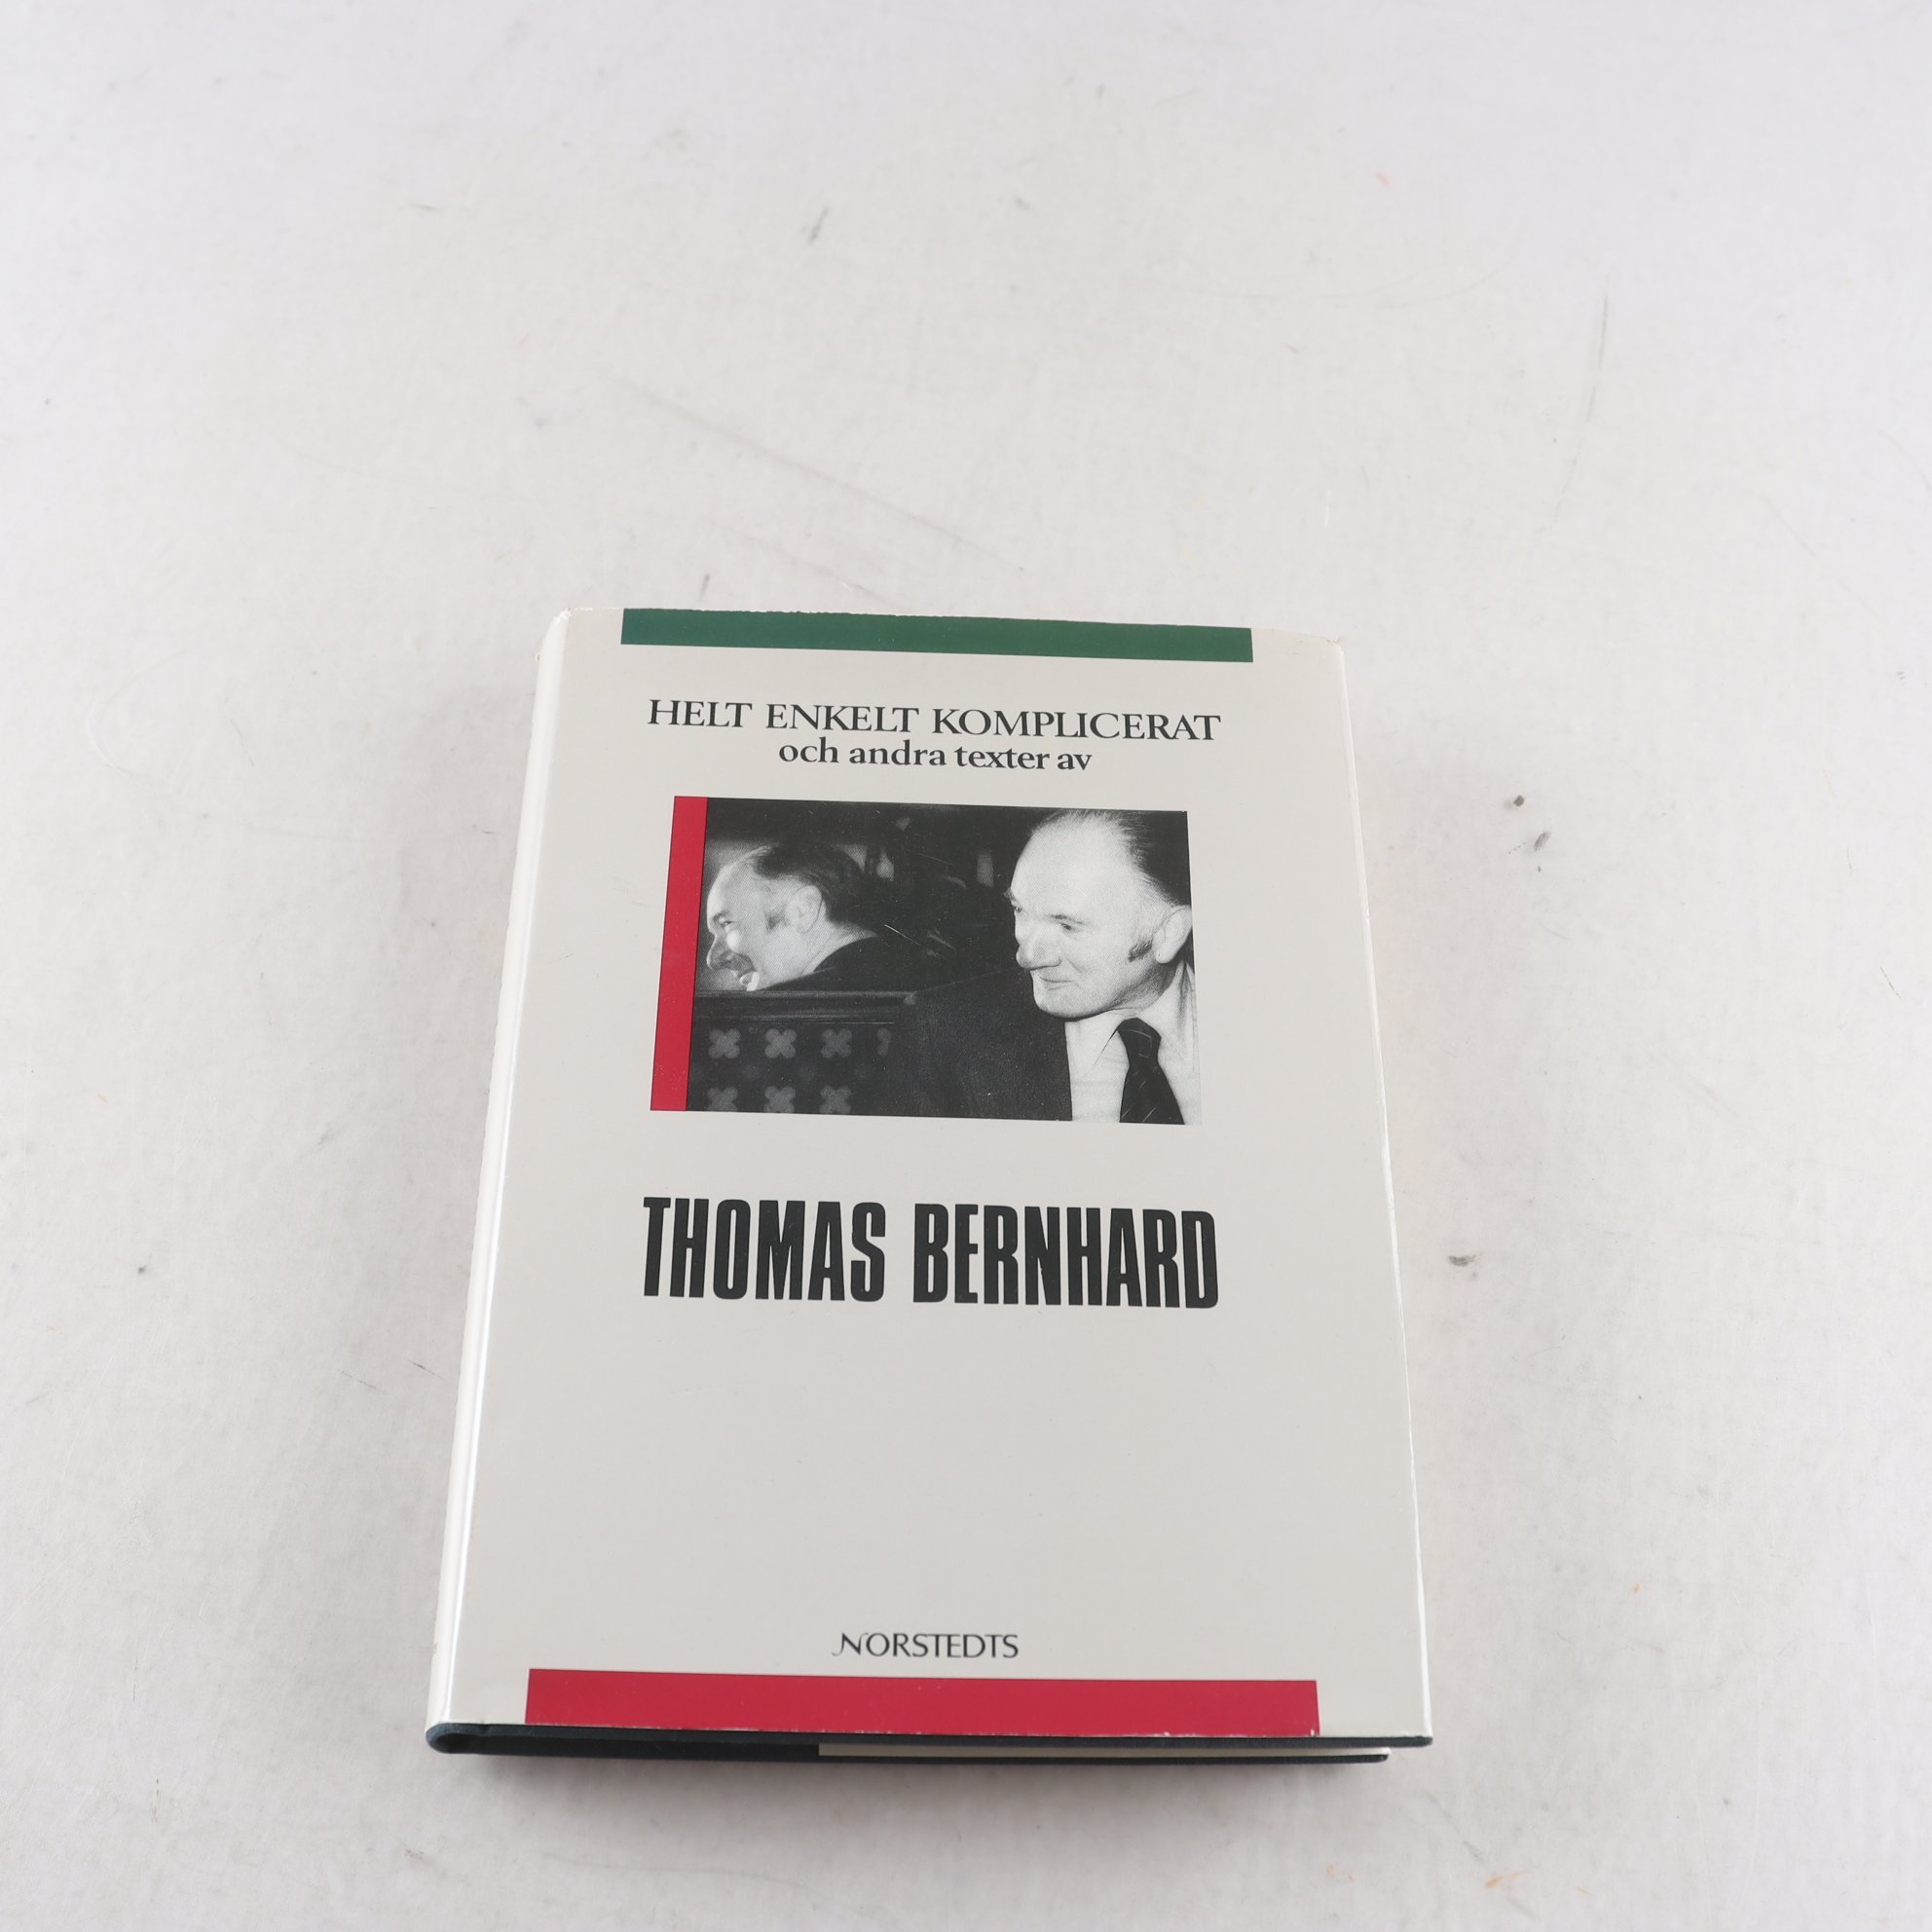 HELT ENKELT KOMPLICERAT
och andra texter av
THOMAS BERNHARD
NORSTEDTS